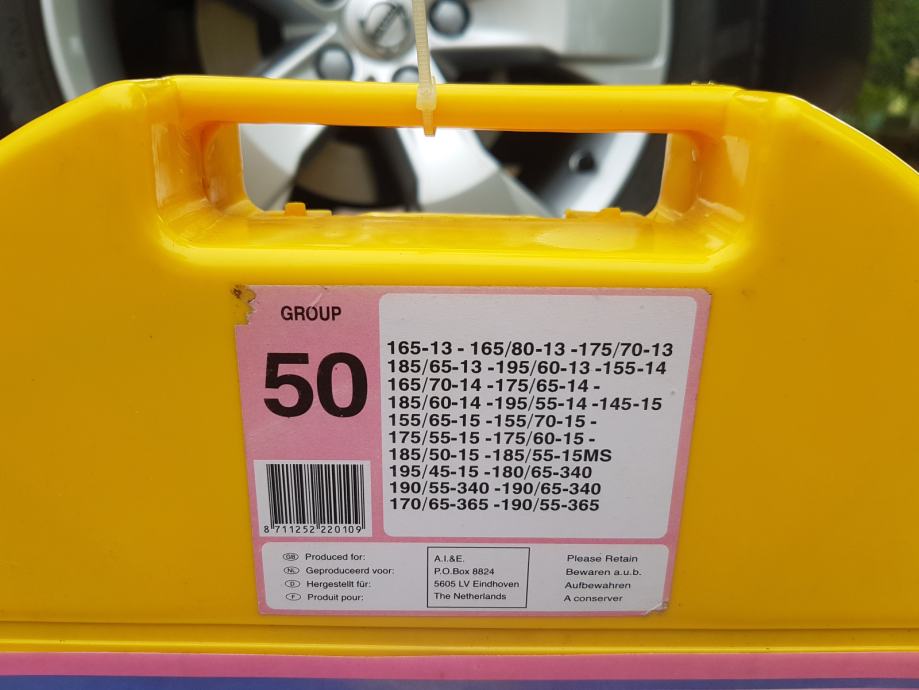 GROUP
50
165-13 - 165/80-13 -175/70-13
185/65-13 -195/60-13 -155-14
165/70-14 -175/65-14 -
185/60-14 -195/55-14 -145-15
155/65-15 -155/70-15 -
175/55-15 -175/60-15 -
185/50-15 -185/55-15MS
195/45-15 -180/65-340
190/55-340 -190/65-340
170/65-365 -190/55-365
8 711252 220109
GB Produced for:
NL Geproduceerd voor:
D Hergestellt für:
F Produit pour:
A.I.&E.
P.O.Box 8824
5605 LV Eindhoven
The Netherlands
Please Retain
Bewaren a.u.b.
Aufbewahren
A conserver